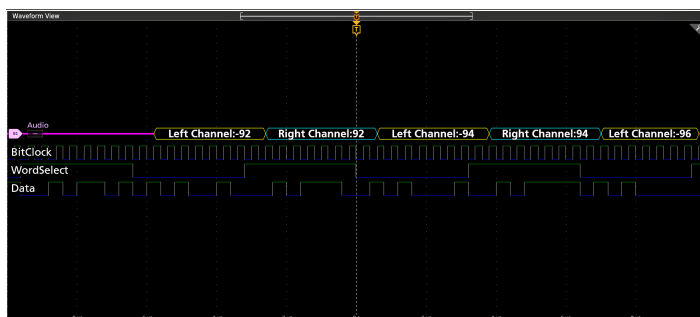 Waveform View
T
Audio
B1
Left Channel:-92
Right Channel:92
Left Channel:-94
Right Channel:94
Left Channel:-96
BitClock
WordSelect
Data